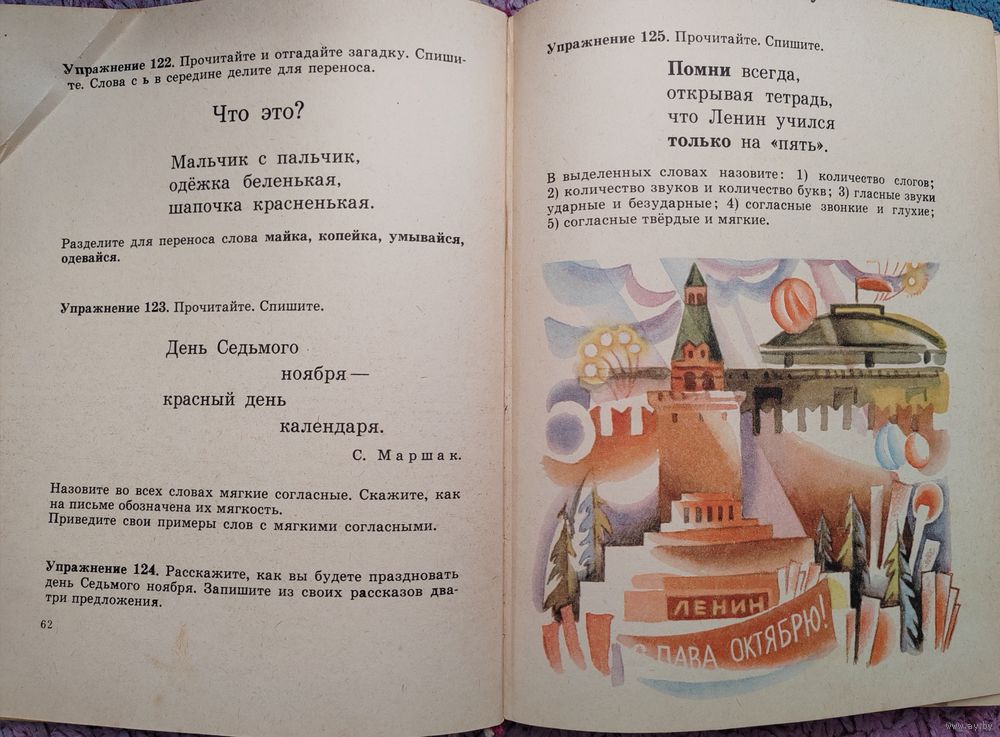 Упражнение 122. Прочитайте и отгадайте загадку. Спиши-
те. Слова с ь в середине делите для переноса.
Что это?
Мальчик с пальчик,
одёжка беленькая,
шапочка красненькая.
Разделите для переноса слова майка, копейка, умывайся,
одевайся.
Упражнение 123. Прочитайте. Спишите.
День Седьмого
ноября —
красный день
календаря.
С. Маршак.
Назовите во всех словах мягкие согласные. Скажите, как
на письме обозначена их мягкость.
Приведите свои примеры слов с мягкими согласными.
Упражнение 124. Расскажите, как вы будете праздновать
день Седьмого ноября. Запишите из своих рассказов два-
три предложения.
62
Упражнение 125. Прочитайте. Спишите.
Помни всегда,
открывая тетрадь,
что Ленин учился
только на «пять».
В выделенных словах назовите: 1) количество слогов;
2) количество звуков и количество букв; 3) гласные звуки
ударные и безударные; 4) согласные звонкие и глухие;
5) согласные твёрдые и мягкие.
ЛЕНИН
СЛАВА ОКТЯБРЮ!
www.ay.by